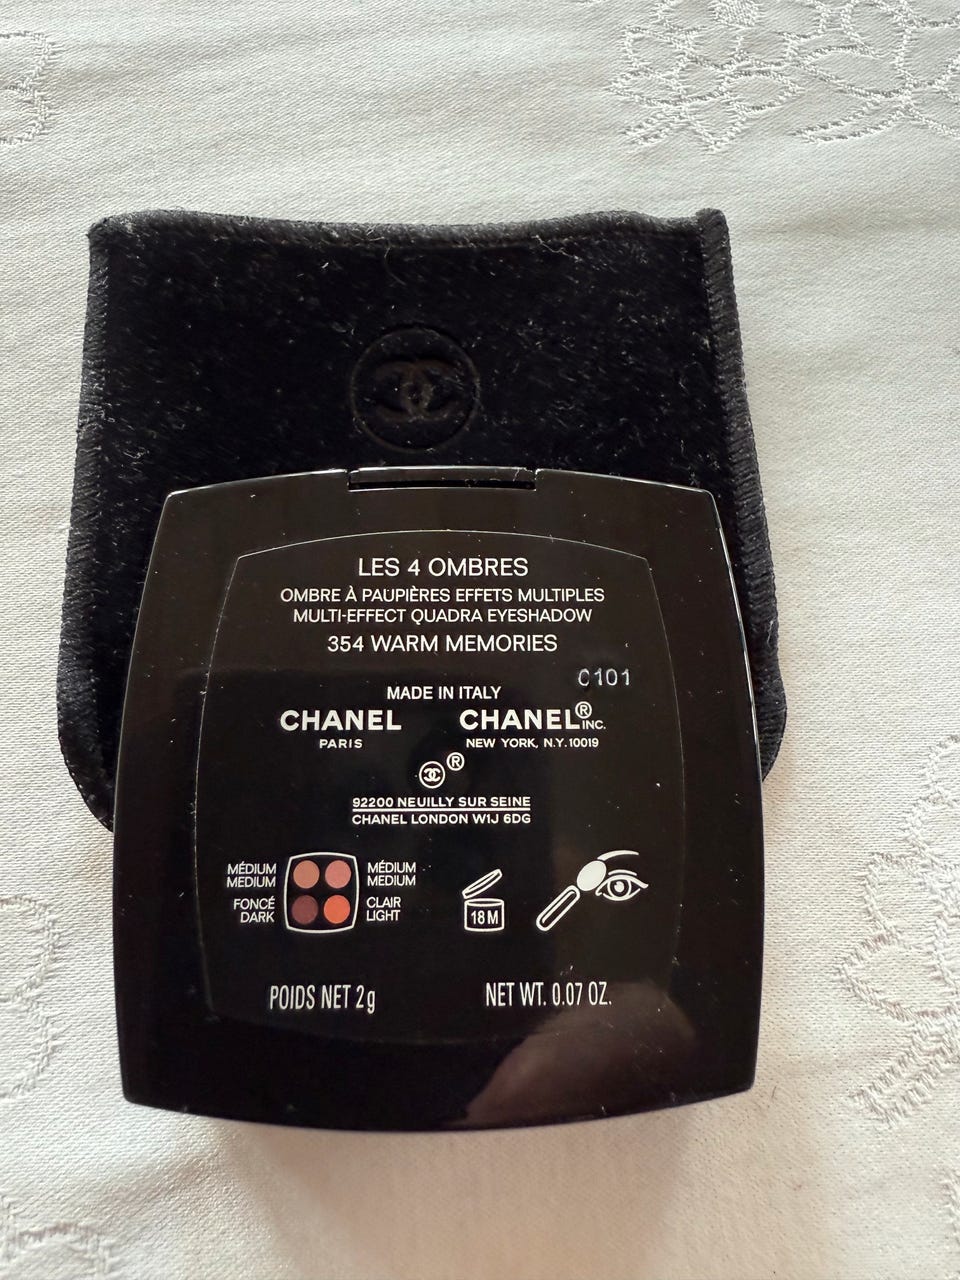 LES 4 OMBRES
OMBRE À PAUPIÈRES EFFETS MULTIPLES
MULTI-EFFECT QUADRA EYESHADOW
354 WARM MEMORIES
C101
MADE IN ITALY
CHANEL CHANEL® INC.
PARIS NEW YORK, N.Y. 10019
®
92200 NEUILLY SUR SEINE
CHANEL LONDON W1J 6DG
MÉDIUM MÉDIUM
MEDIUM MEDIUM
FONCÉ CLAIR
DARK LIGHT
18 M
POIDS NET 2g NET WT. 0.07 OZ.